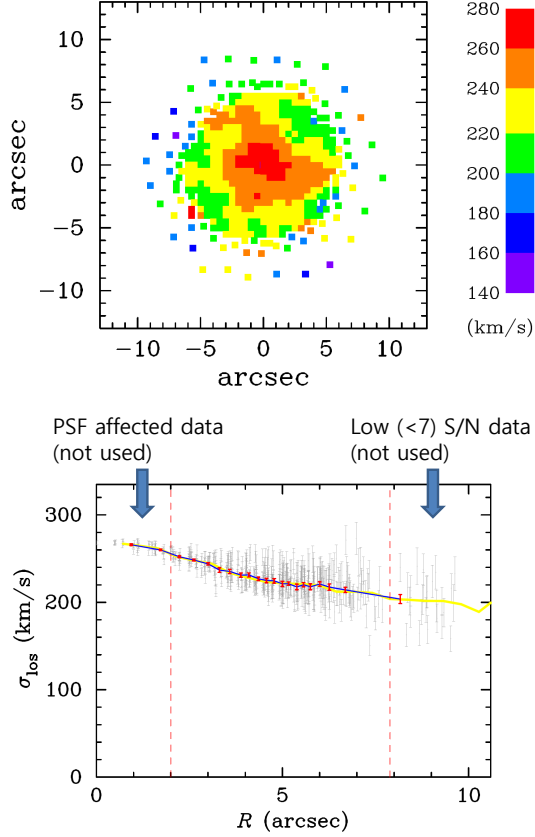 10
5
0
−5
−10
arcsec
−10 −5 0 5 10
arcsec
280
260
240
220
200
180
160
140
(km/s)
PSF affected data
(not used)
Low (<7) S/N data
(not used)
300
200
100
0
σlos (km/s)
0 5 10
R (arcsec)